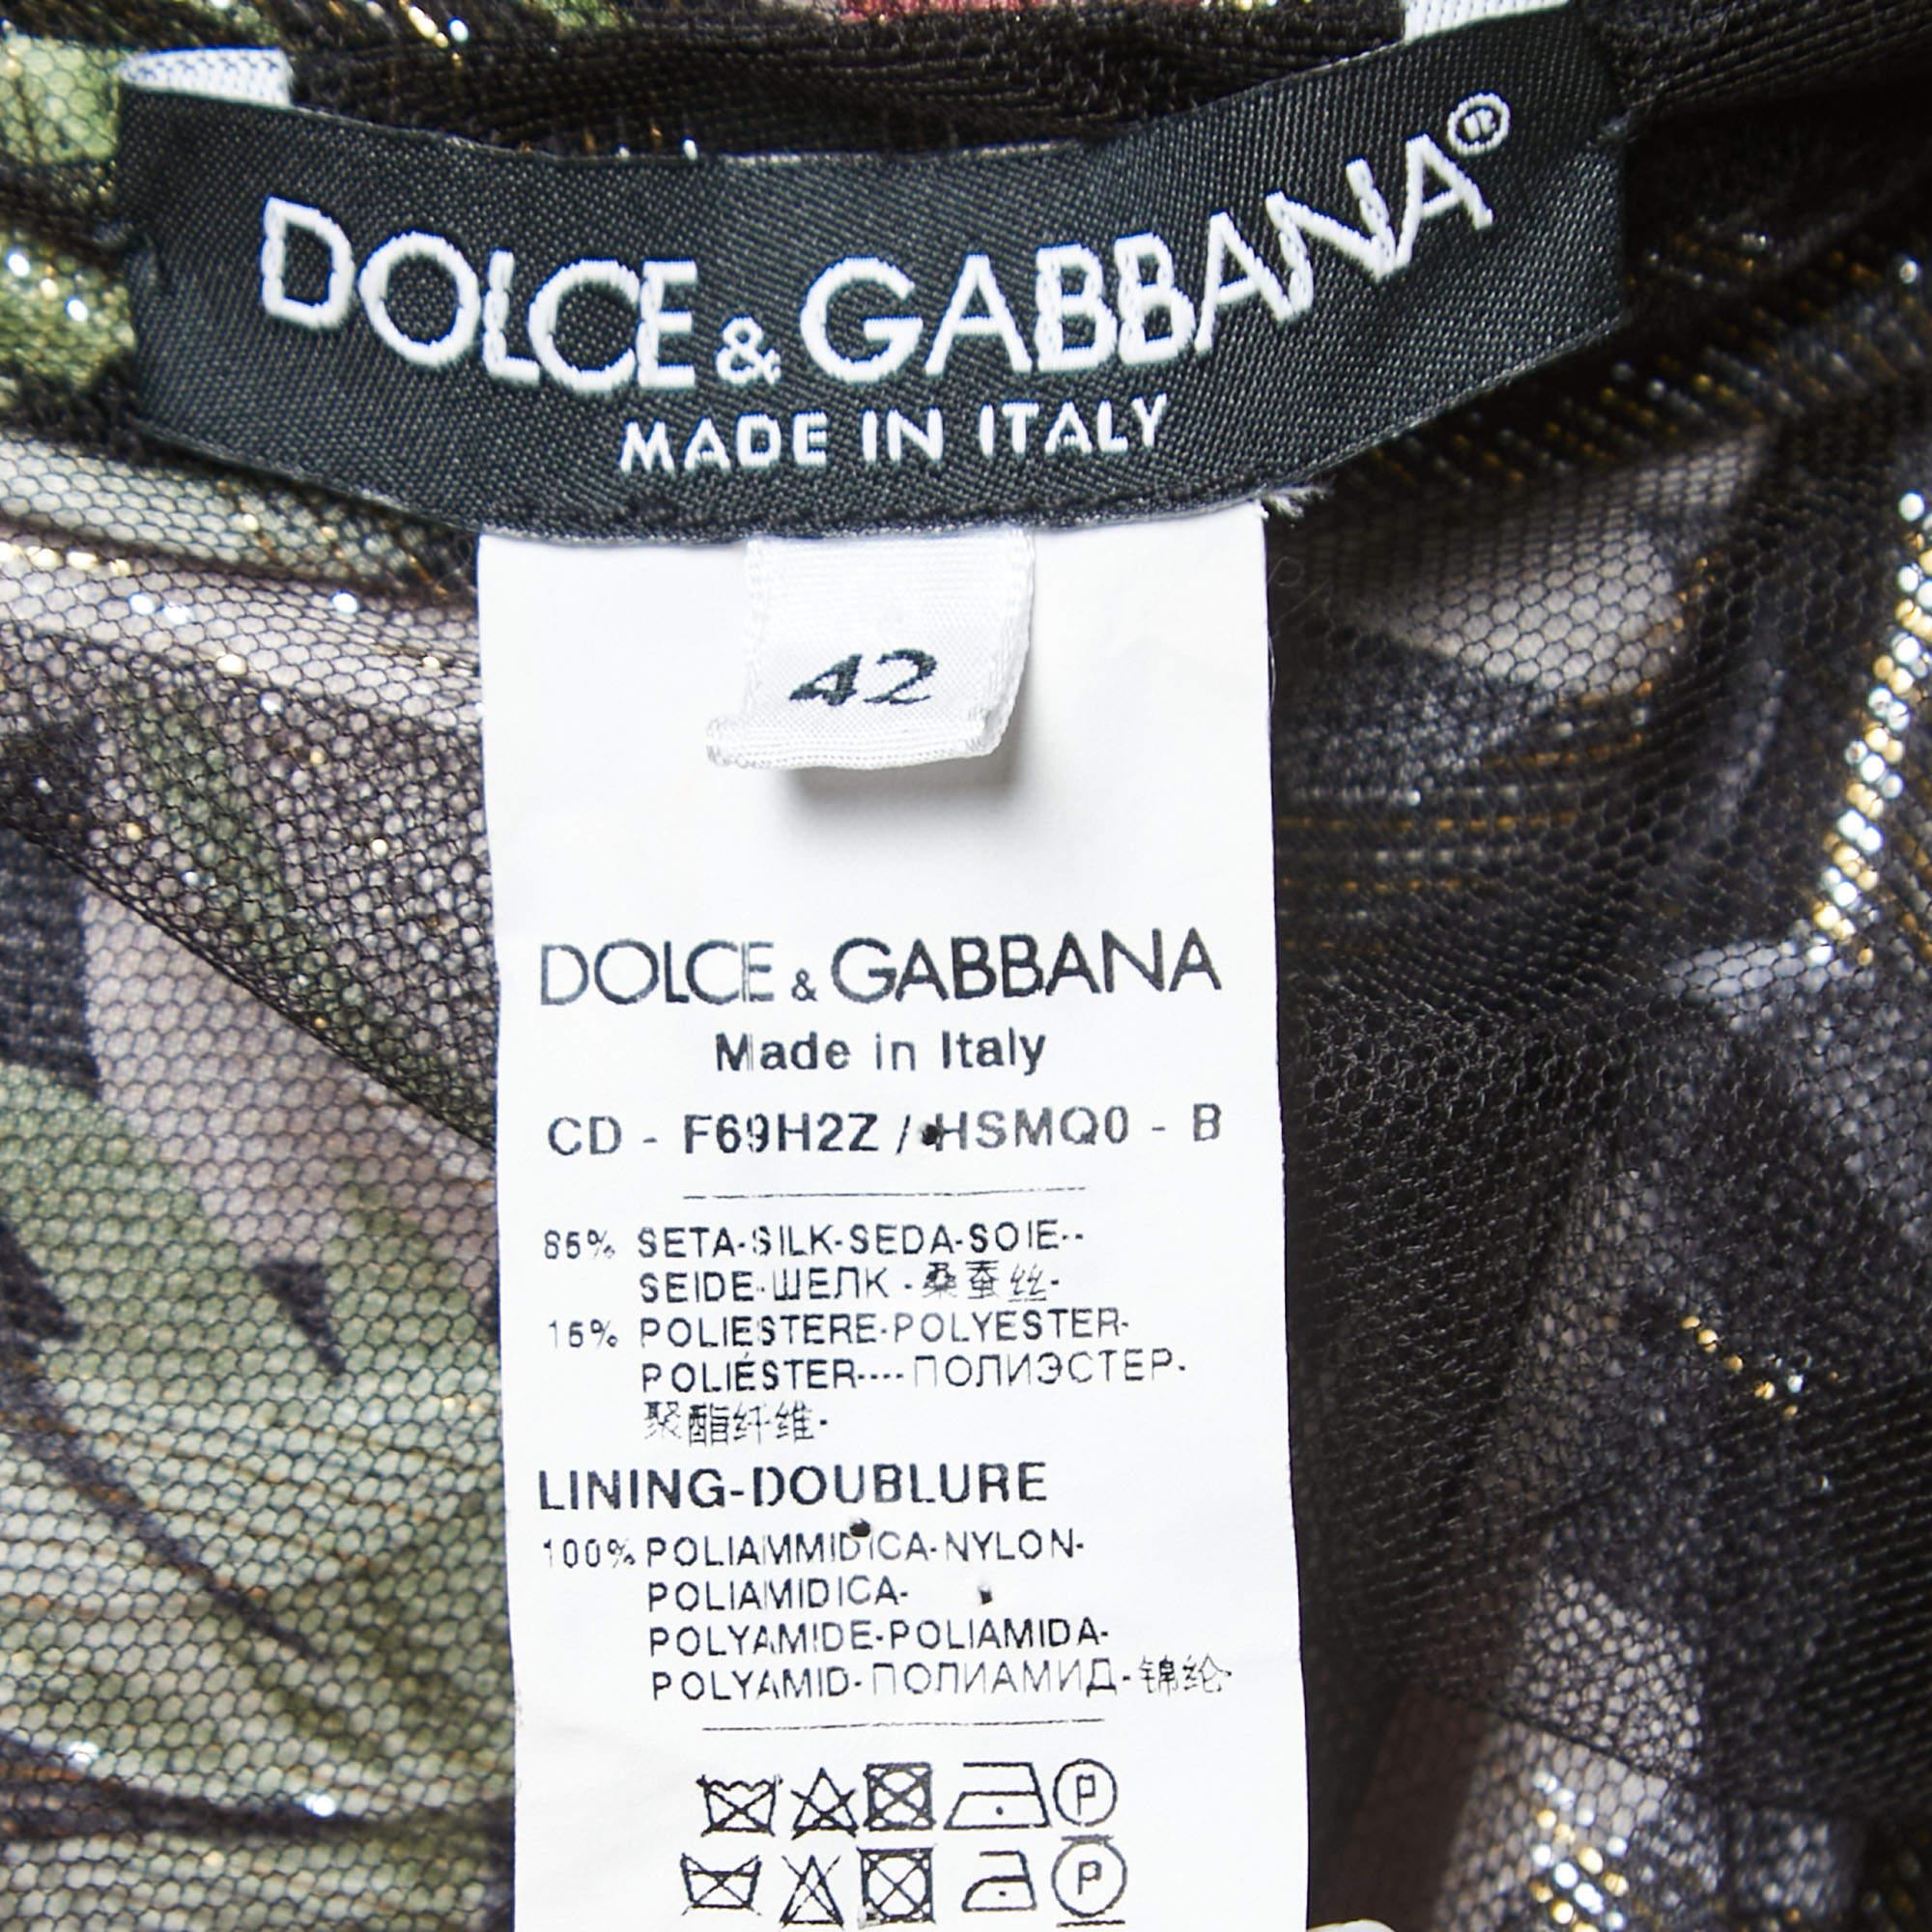 DOLCE & GABBANA®
MADE IN ITALY
42
DOLCE & GABBANA
Made in Italy
CD - F69H2Z / HSMQ0 - B
85% SETA-SILK-SEDA-SOIE--
SEIDE-ШЕЛК -桑蚕丝-
15% POLIESTERE-POLYESTER-
POLIÉSTER----ПОЛИЭСТЕР-
聚酯纤维-
LINING-DOUBLURE
100% POLIAMMIDICA-NYLON-
POLIAMIDICA-
POLYAMIDE-POLIAMIDA-
POLYAMID-ПОЛИАМИД-锦纶-
P
P